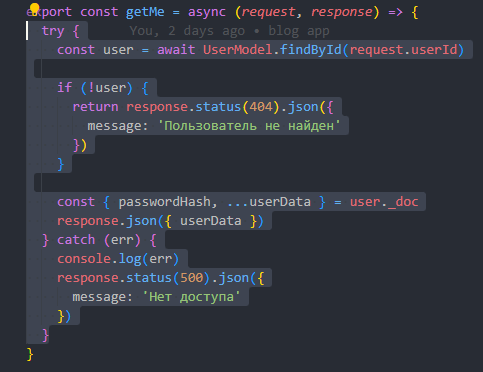 export const getMe = async (request, response) => {
  try {      You, 2 days ago • blog app
    const user = await UserModel.findById(request.userId)

    if (!user) {
      return response.status(404).json({
        message: 'Пользователь не найден'
      })
    }

    const { passwordHash, ...userData } = user._doc
    response.json({ userData })
  } catch (err) {
    console.log(err)
    response.status(500).json({
      message: 'Нет доступа'
    })
  }
}